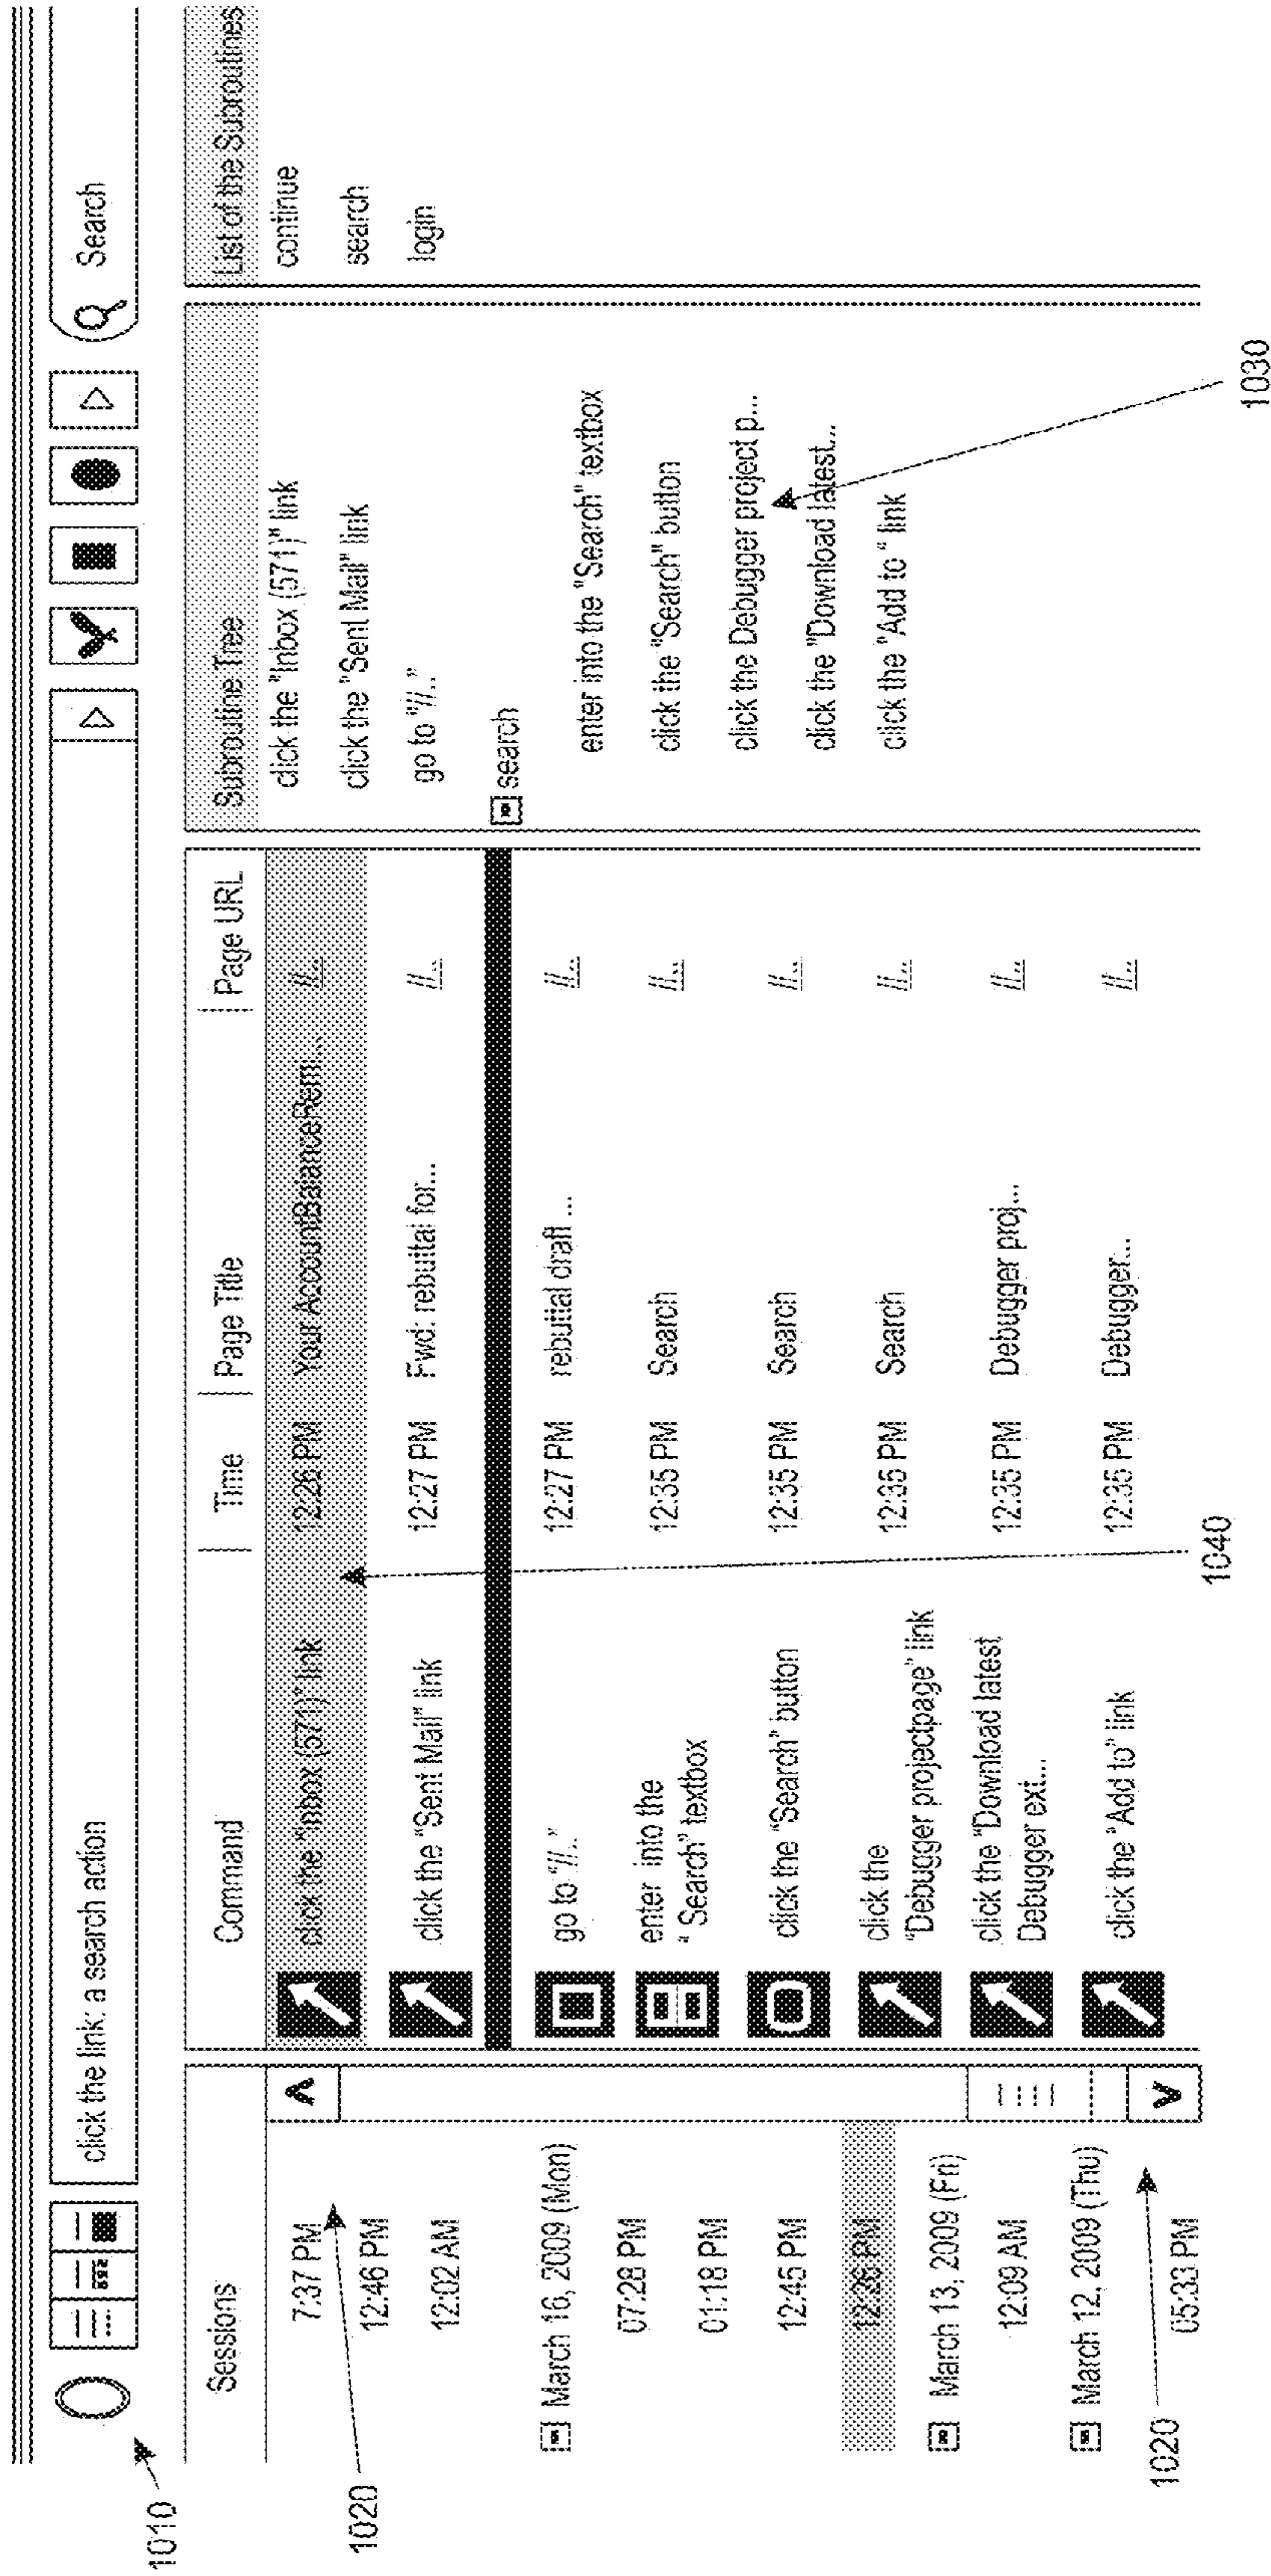 click the link: a search action
Search
1010
Sessions
7:37 PM
12:46 PM
12:02 AM
March 16, 2009 (Mon)
07:28 PM
01:18 PM
12:45 PM
12:36 PM
March 13, 2009 (Fri)
12:09 AM
March 12, 2009 (Thu)
05:33 PM
1020
1020
Command Time Page Title Page URL
click the "Inbox (571)" link 12:26 PM Your AccountBalanceRem... //...
click the "Sent Mail" link 12:27 PM Fwd: rebuttal for... //...
go to "//.." 12:27 PM rebuttal draft ... //...
enter into the 12:35 PM Search //...
" Search" textbox
click the "Search" button 12:35 PM Search //...
click the 12:35 PM Search //...
"Debugger projectpage" link
click the "Download latest 12:35 PM Debugger proj... //...
Debugger ext...
click the "Add to" link 12:35 PM Debugger... //...
1040
Subroutine Tree
click the "Inbox (571)" link
click the "Sent Mail" link
go to "//.."
search
enter into the "Search" textbox
click the "Search" button
click the Debugger project p...
click the "Download latest...
click the "Add to " link
1030
List of the Subroutines
continue
search
login